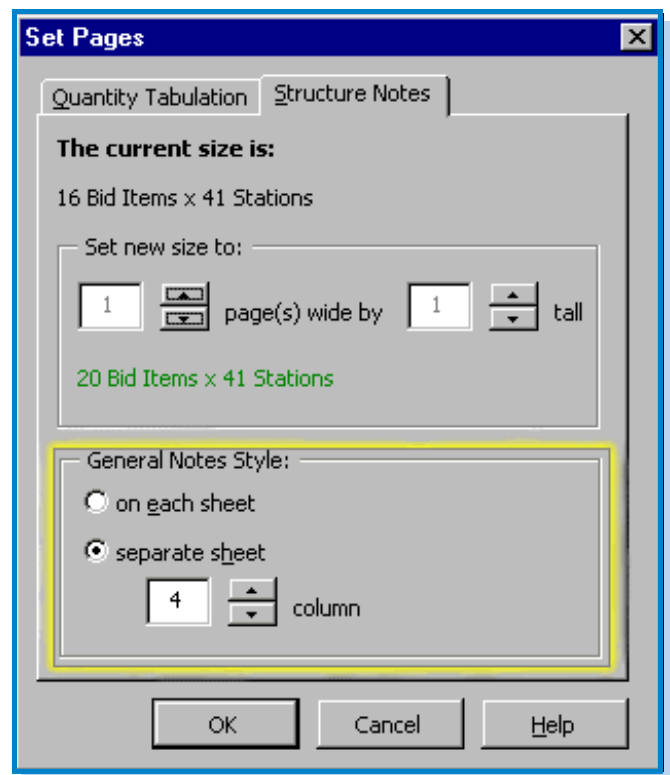 Set Pages
Quantity Tabulation Structure Notes
The current size is:
16 Bid Items x 41 Stations
Set new size to:
1 page(s) wide by 1 tall
20 Bid Items x 41 Stations
General Notes Style:
on each sheet
separate sheet
4 column
OK Cancel Help